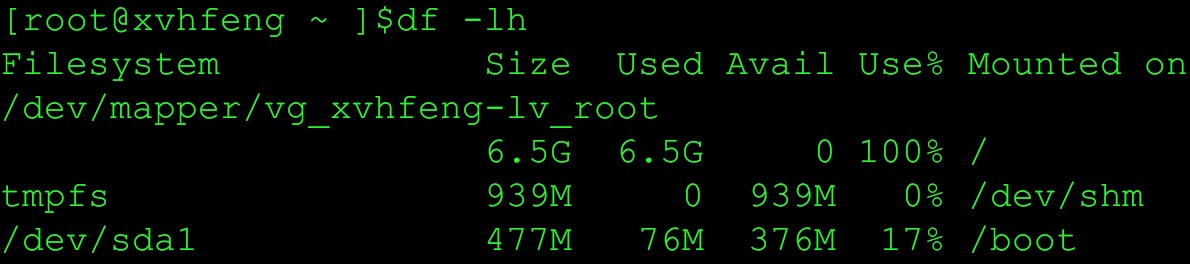 [root@xvhfeng ~ ]$df -lh
Filesystem            Size  Used Avail Use% Mounted on
/dev/mapper/vg_xvhfeng-lv_root
                      6.5G  6.5G     0 100% /
tmpfs                 939M     0  939M   0% /dev/shm
/dev/sda1             477M   76M  376M  17% /boot